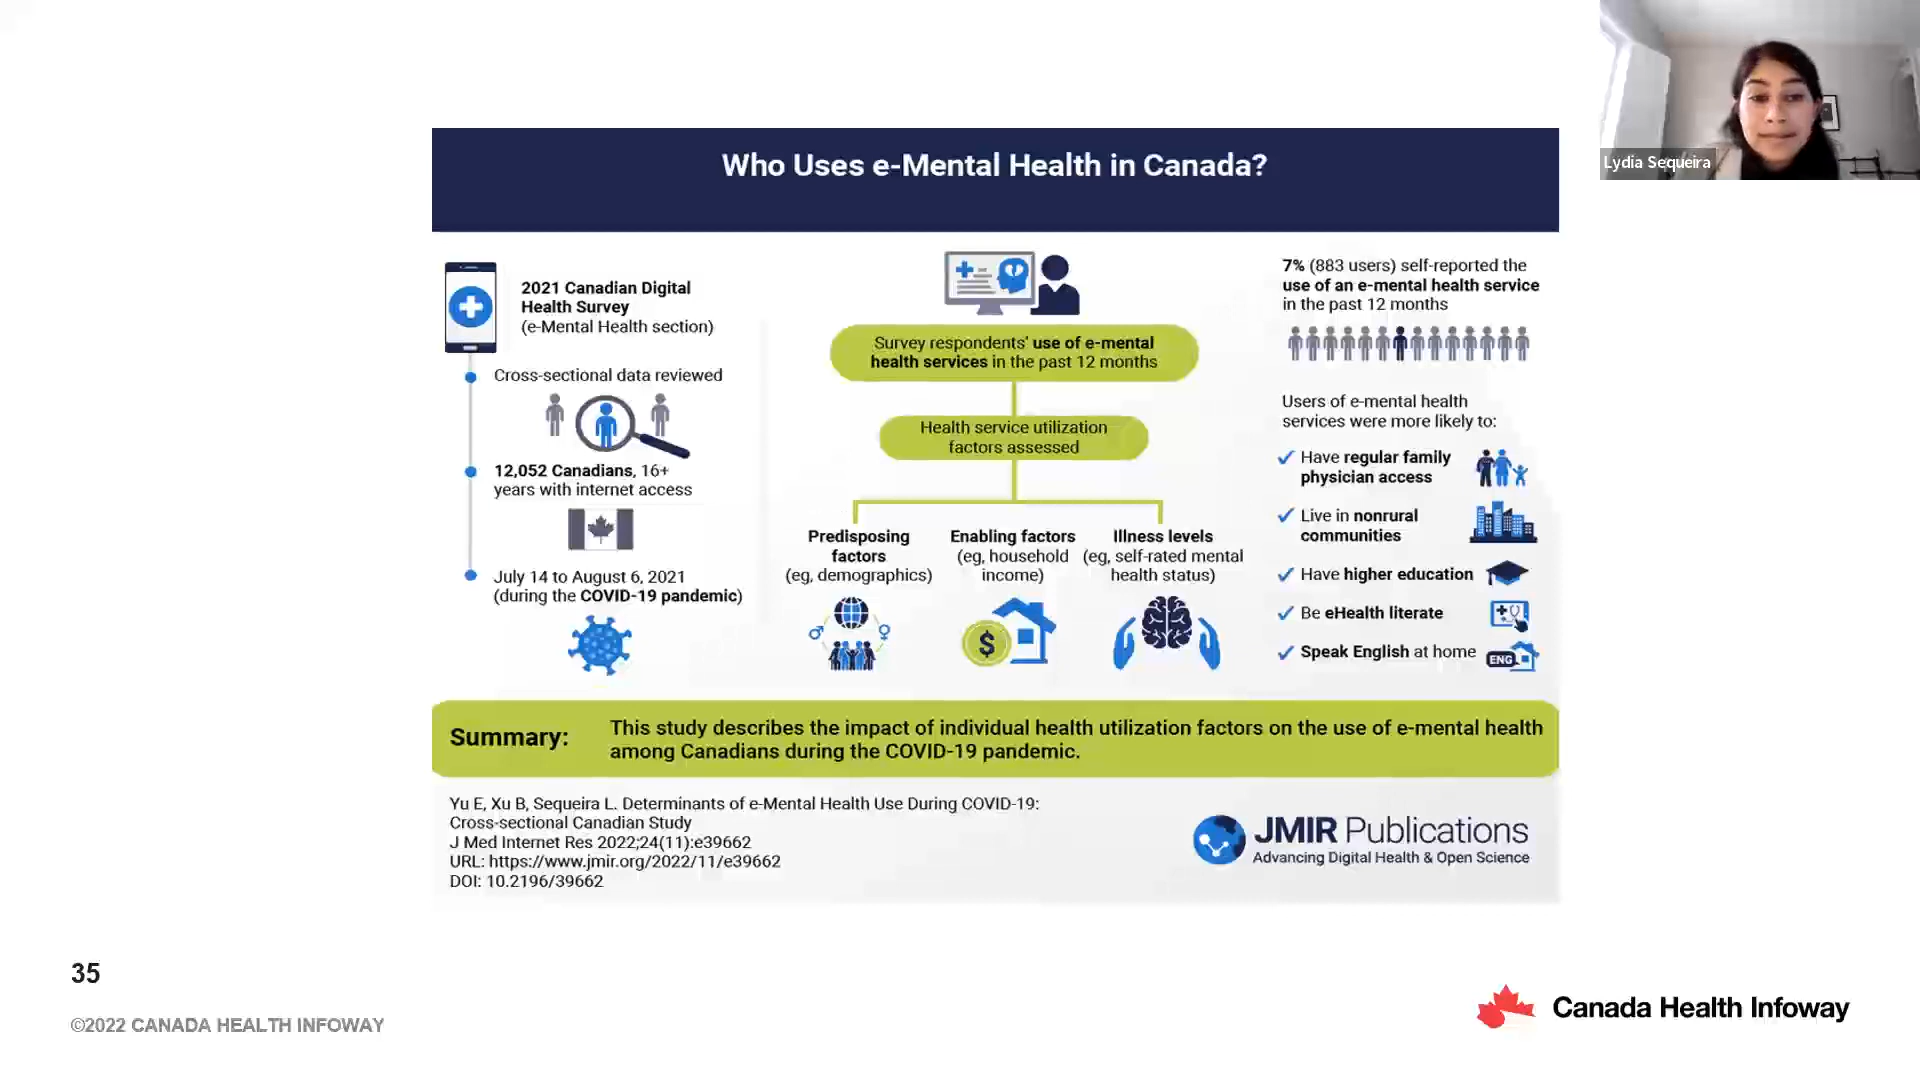 Lydia Sequeira
Who Uses e-Mental Health in Canada?
2021 Canadian Digital
Health Survey
(e-Mental Health section)
Cross-sectional data reviewed
12,052 Canadians, 16+
years with internet access
July 14 to August 6, 2021
(during the COVID-19 pandemic)
Survey respondents' use of e-mental
health services in the past 12 months
Health service utilization
factors assessed
Predisposing
factors
(eg, demographics)
Enabling factors
(eg, household
income)
$
Illness levels
(eg, self-rated mental
health status)
7% (883 users) self-reported the
use of an e-mental health service
in the past 12 months
Users of e-mental health
services were more likely to:
Have regular family
physician access
Live in nonrural
communities
Have higher education
Be eHealth literate
Speak English at home
ENG
Summary:
This study describes the impact of individual health utilization factors on the use of e-mental health
among Canadians during the COVID-19 pandemic.
Yu E, Xu B, Sequeira L. Determinants of e-Mental Health Use During COVID-19:
Cross-sectional Canadian Study
J Med Internet Res 2022;24(11):e39662
URL: https://www.jmir.org/2022/11/e39662
DOI: 10.2196/39662
JMIR Publications
Advancing Digital Health & Open Science
35
©2022 CANADA HEALTH INFOWAY
Canada Health Infoway